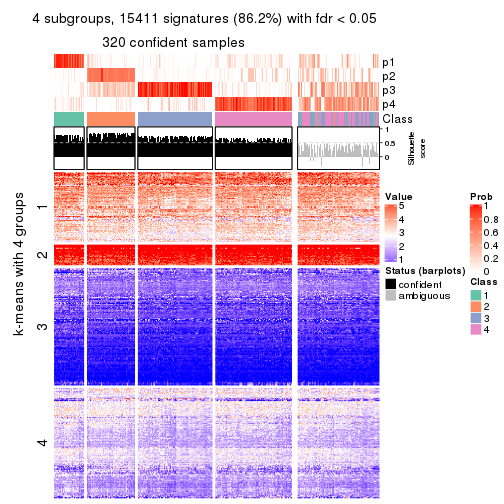 4 subgroups, 15411 signatures (86.2%) with fdr < 0.05
320 confident samples
p1
p2
p3
p4
Class
1
0.5
0
Silhouette
score
k-means with 4 groups
1
2
3
4
Value
5
4
3
2
1
Status (barplots)
confident
ambiguous
Prob
1
0.8
0.6
0.4
0.2
0
Class
1
2
3
4